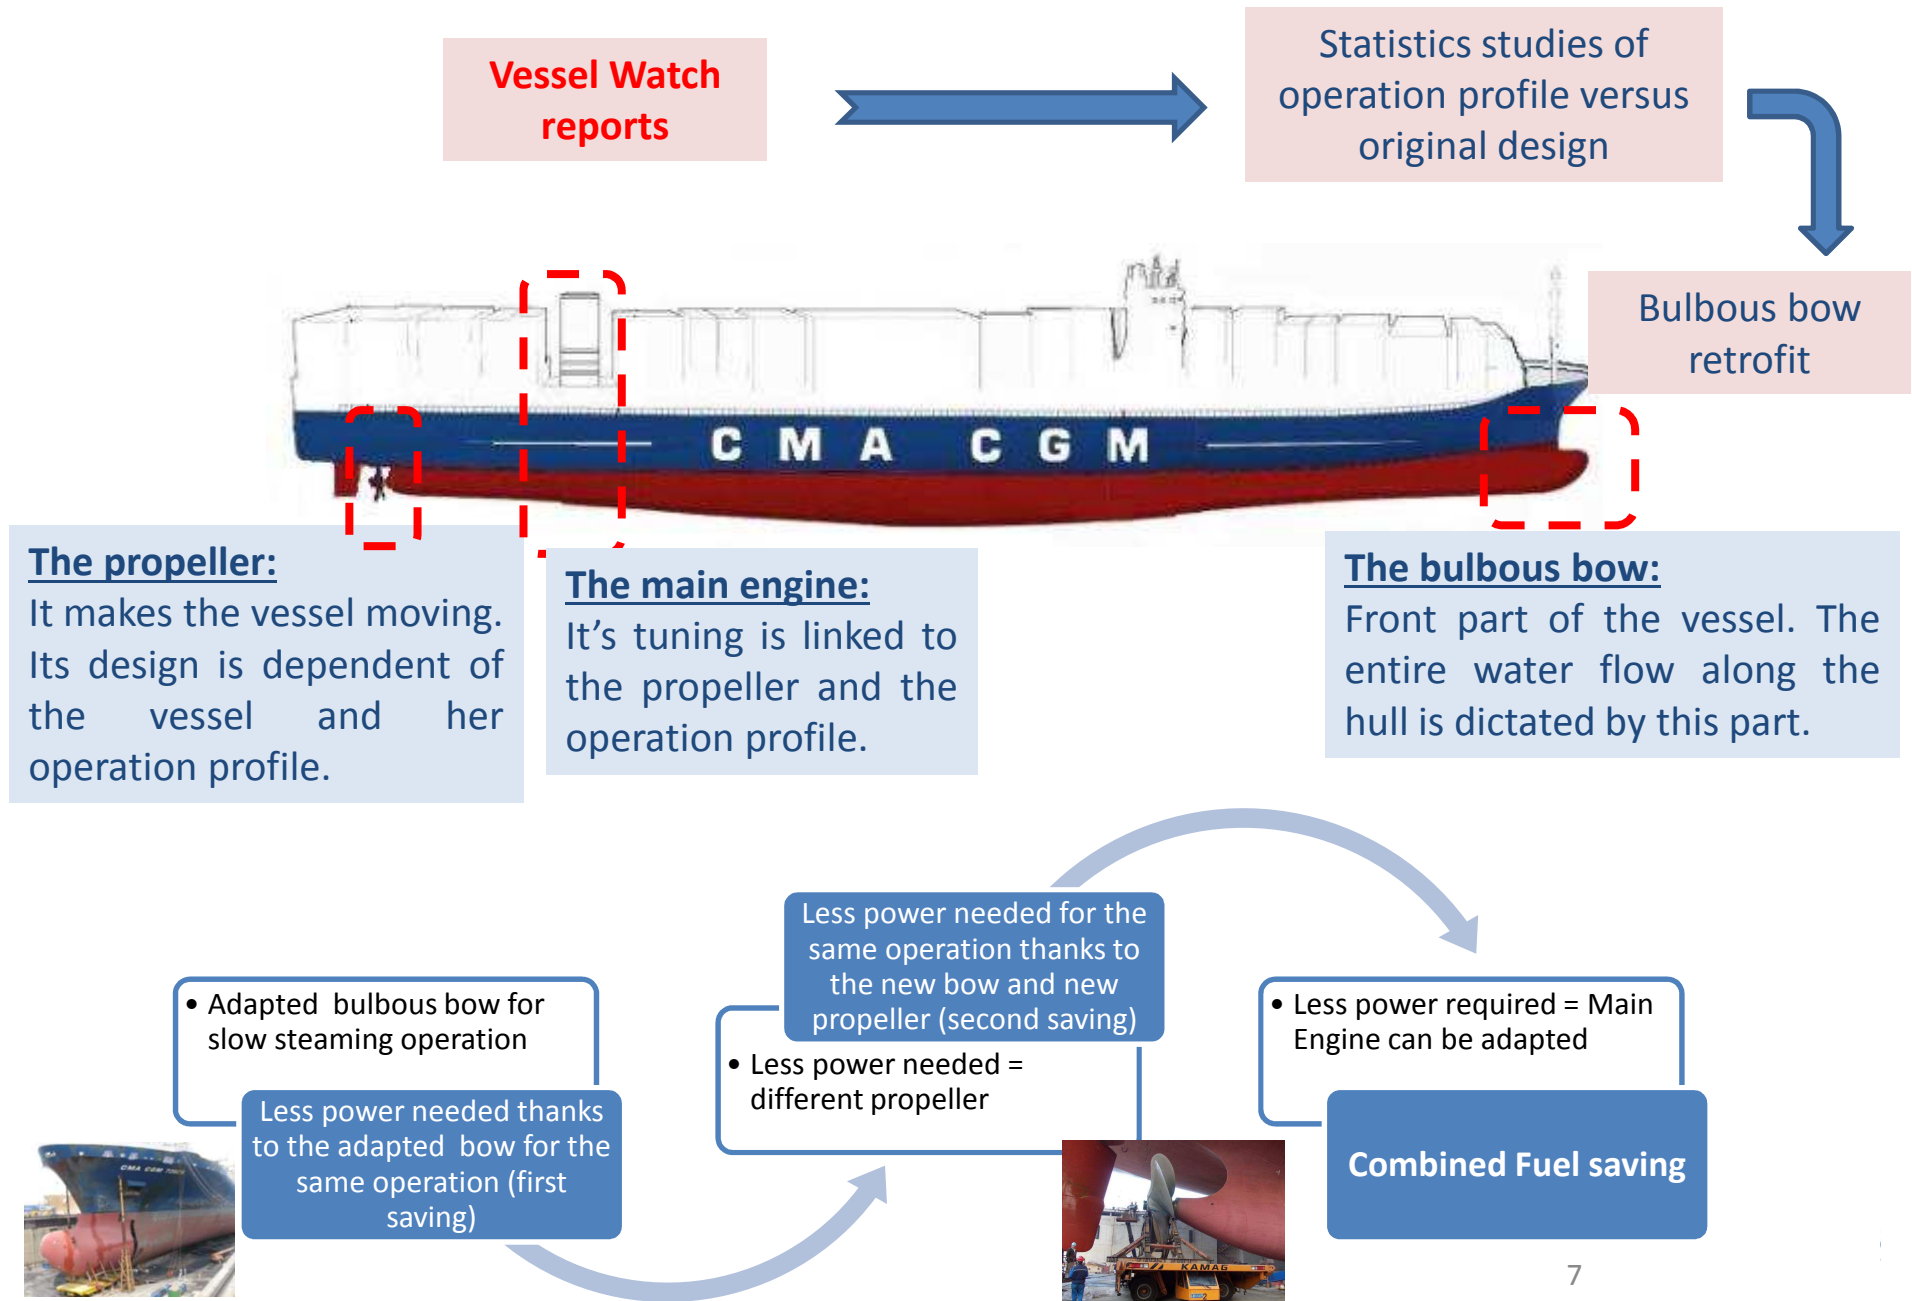 Vessel Watch
reports
Statistics studies of
operation profile versus
original design
Bulbous bow
retrofit
CMA CGM
The propeller:
It makes the vessel moving.
Its design is dependent of
the vessel and her
operation profile.
The main engine:
It's tuning is linked to
the propeller and the
operation profile.
The bulbous bow:
Front part of the vessel. The
entire water flow along the
hull is dictated by this part.
• Adapted bulbous bow for
slow steaming operation
Less power needed thanks
to the adapted bow for the
same operation (first
saving)
Less power needed for the
same operation thanks to
the new bow and new
propeller (second saving)
• Less power needed =
different propeller
• Less power required = Main
Engine can be adapted
Combined Fuel saving
CMA CGM
KAMAG
7